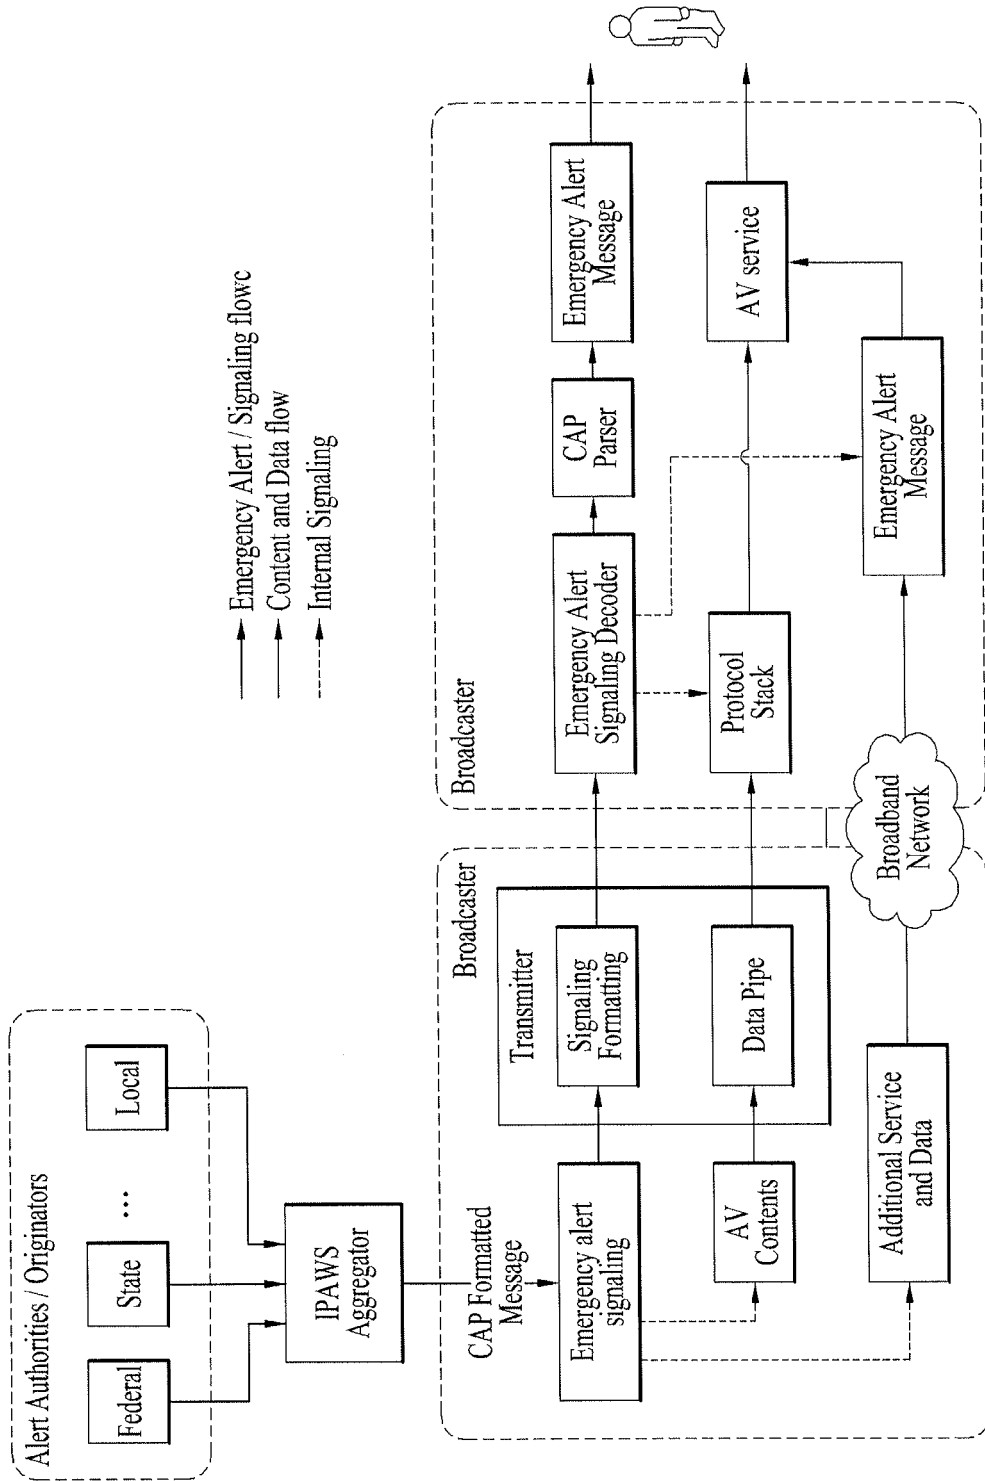 Alert Authorities / Originators
Federal
State
...
Local
IPAWS
Aggregator
Emergency Alert / Signaling flowc
Content and Data flow
Internal Signaling
CAP Formatted
Message
Broadcaster
Emergency alert
signaling
Transmitter
Signaling
Formatting
AV
Contents
Data Pipe
Additional Service
and Data
Broadband
Network
Broadcaster
Emergency Alert
Signaling Decoder
CAP
Parser
Emergency Alert
Message
Protocol
Stack
AV service
Emergency Alert
Message